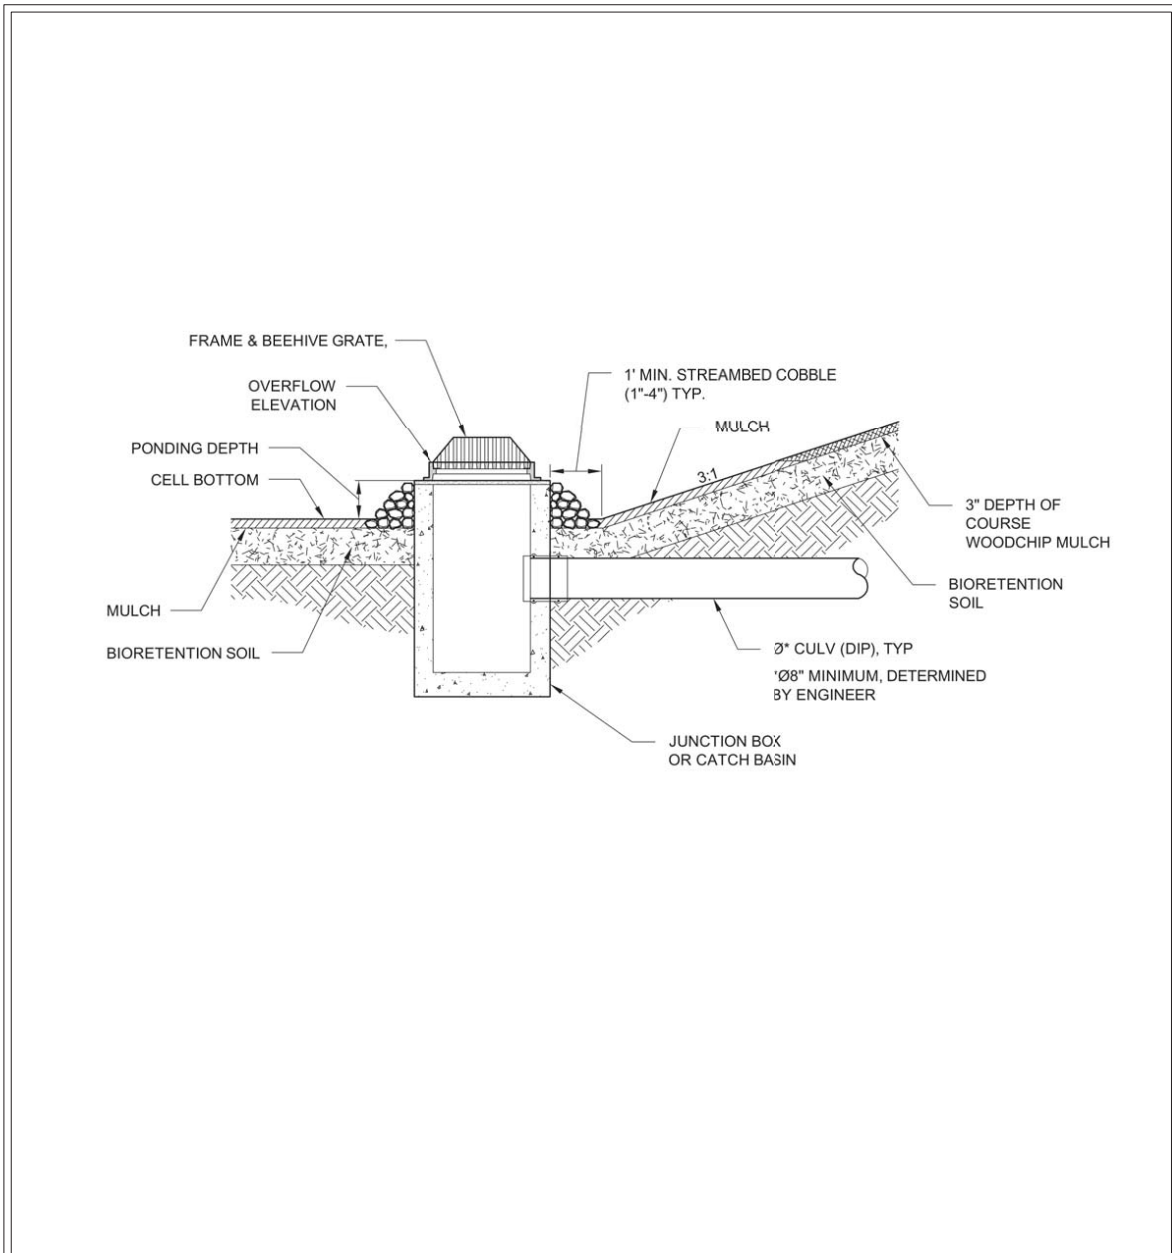 FRAME & BEEHIVE GRATE,
OVERFLOW
ELEVATION
PONDING DEPTH
CELL BOTTOM
MULCH
BIORETENTION SOIL
1' MIN. STREAMBED COBBLE
(1"-4") TYP.
MULCH
3:1
3" DEPTH OF
COURSE
WOODCHIP MULCH
BIORETENTION
SOIL
Ø* CULV (DIP), TYP
*Ø8" MINIMUM, DETERMINED
BY ENGINEER
JUNCTION BOX
OR CATCH BASIN